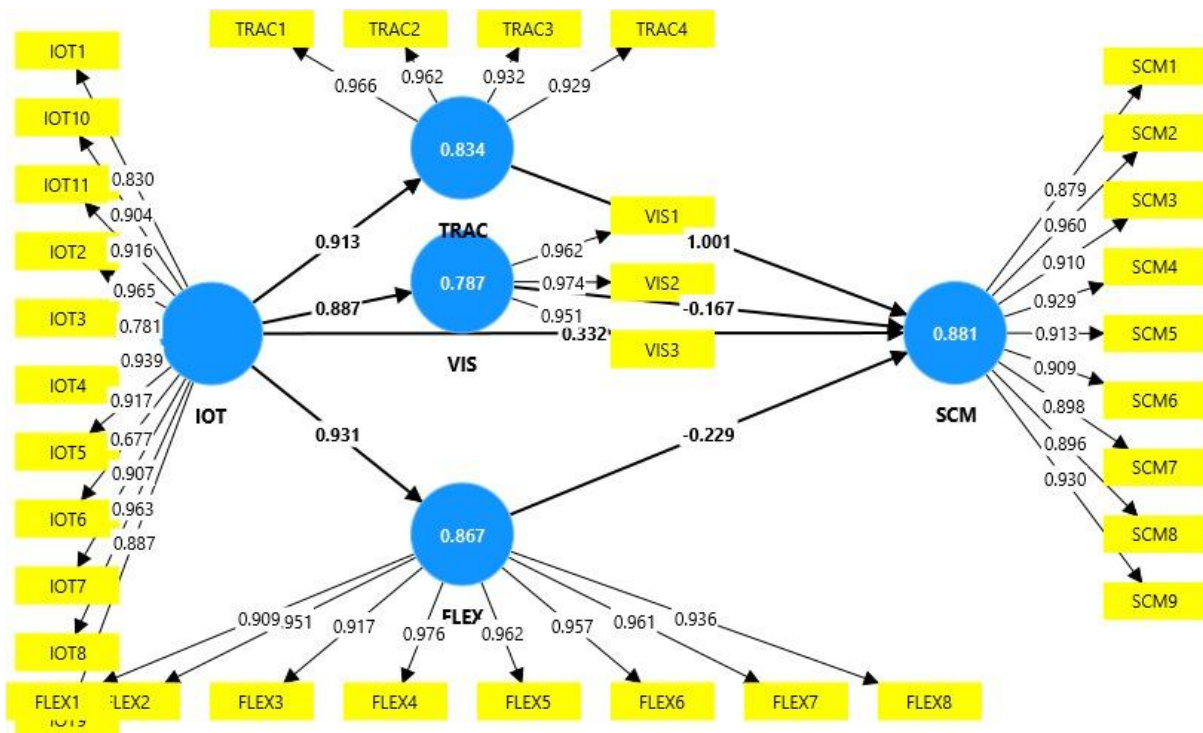 TRAC1 TRAC2 TRAC3 TRAC4
0.966 0.962 0.932 0.929
0.834
TRAC
IOT1
IOT10
IOT11
IOT2
IOT3
IOT4
IOT5
IOT6
IOT7
IOT8
0.830
0.904
0.916
0.965
0.781
0.939
0.917
0.677
0.907
0.963
0.887
IOT
0.913
0.887
0.931
0.787
VIS
0.962
0.974
0.951
VIS1
VIS2
VIS3
1.001
-0.167
0.332
-0.229
0.881
SCM
0.879
0.960
0.910
0.929
0.913
0.909
0.898
0.896
0.930
SCM1
SCM2
SCM3
SCM4
SCM5
SCM6
SCM7
SCM8
SCM9
0.867
FLEX
0.909 .951 0.917 0.976 0.962 0.957 0.961 0.936
FLEX1 FLEX2 FLEX3 FLEX4 FLEX5 FLEX6 FLEX7 FLEX8
IOT9